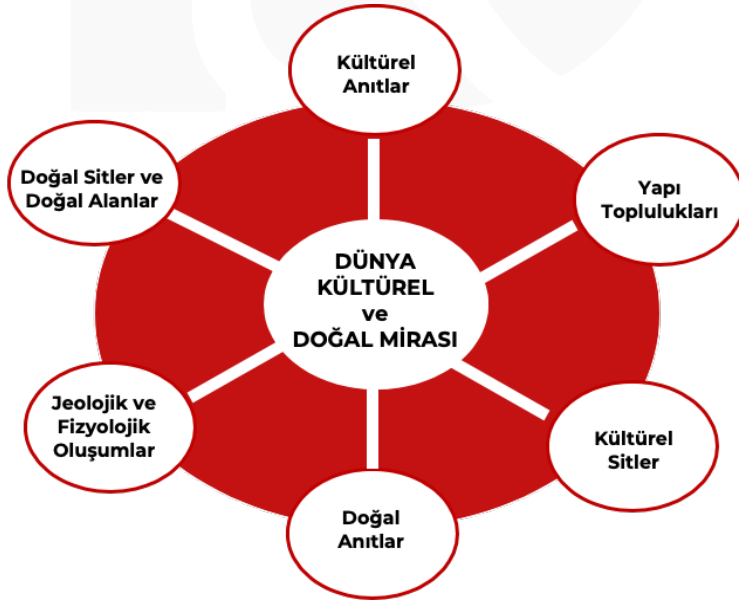 Kültürel
Anıtlar
Yapı
Toplulukları
Kültürel
Sitler
Doğal
Anıtlar
Jeolojik ve
Fizyolojik
Oluşumlar
Doğal Sitler ve
Doğal Alanlar
DÜNYA
KÜLTÜREL
ve
DOĞAL MİRASI